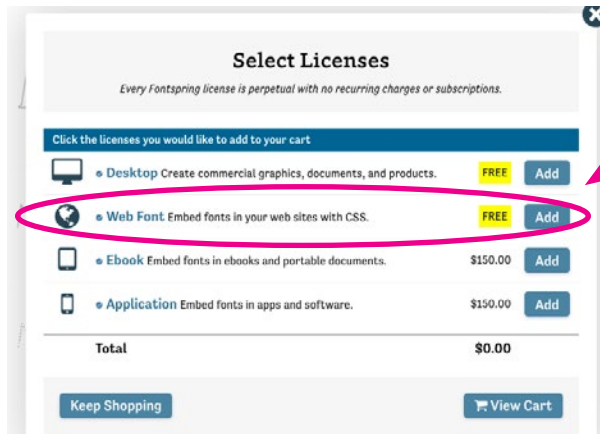 Select Licenses
Every Fontspring license is perpetual with no recurring charges or subscriptions.
Click the licenses you would like to add to your cart
Desktop Create commercial graphics, documents, and products. FREE Add
Web Font Embed fonts in your web sites with CSS. FREE Add
Ebook Embed fonts in ebooks and portable documents. $150.00 Add
Application Embed fonts in apps and software. $150.00 Add
Total $0.00
Keep Shopping View Cart